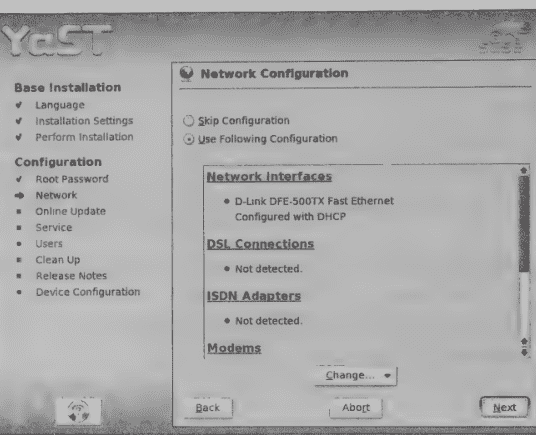 YaST
Base Installation
Language
Installation Settings
Perform Installation
Configuration
Root Password
Network
Online Update
Service
Users
Clean Up
Release Notes
Device Configuration
Network Configuration
Skip Configuration
Use Following Configuration
Network Interfaces
D-Link DFE-500TX Fast Ethernet
Configured with DHCP
DSL Connections
Not detected.
ISDN Adapters
Not detected.
Modems
Change...
Back
Abort
Next